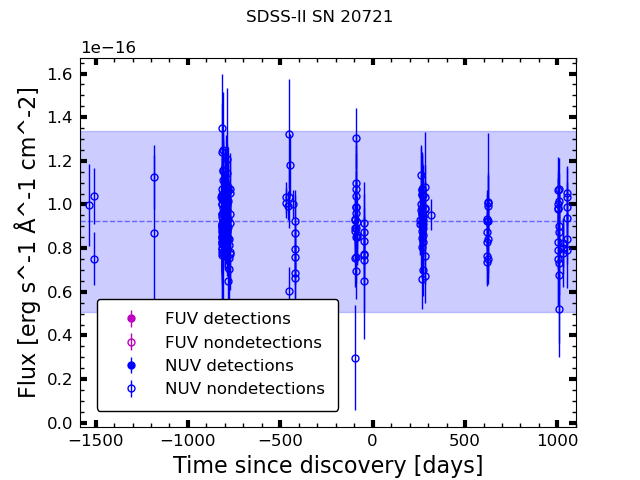 SDSS-II SN 20721
1e−16
1.6
1.4
1.2
1.0
0.8
0.6
0.4
0.2
0.0
Flux [erg s^-1 Å^-1 cm^-2]
FUV detections
FUV nondetections
NUV detections
NUV nondetections
−1500 −1000 −500 0 500 1000
Time since discovery [days]